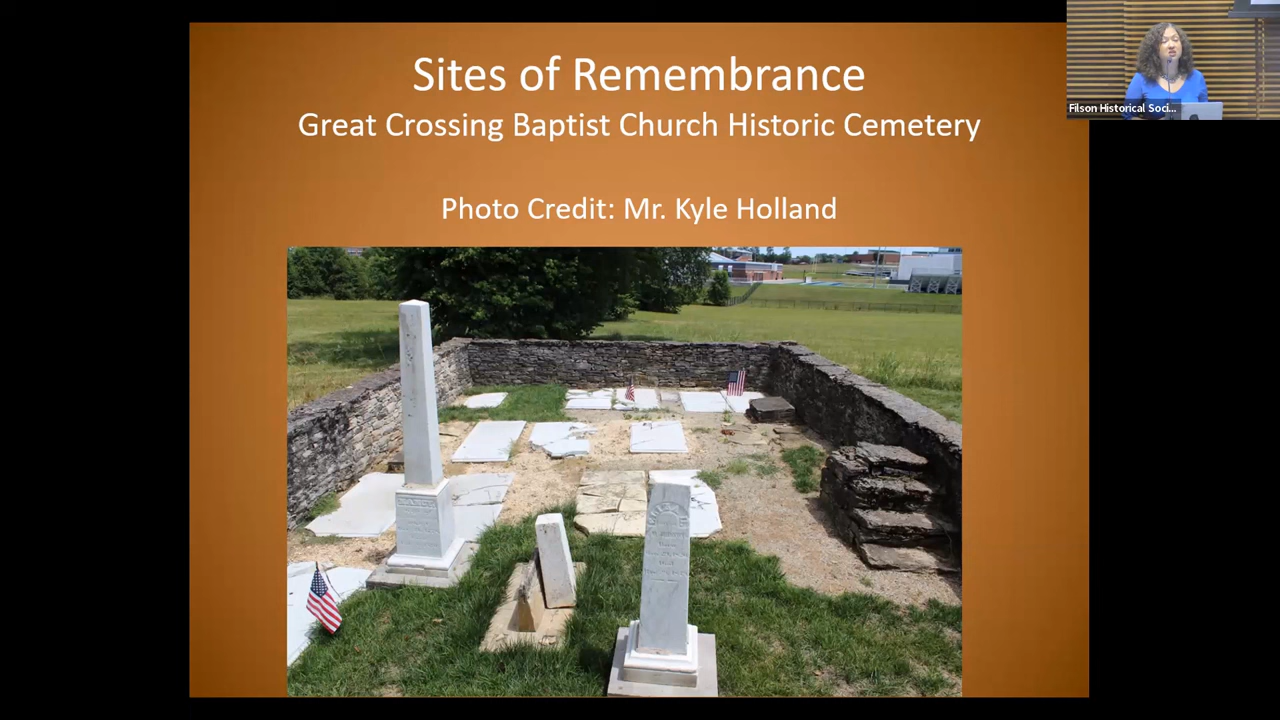 Sites of Remembrance
Great Crossing Baptist Church Historic Cemetery
Photo Credit: Mr. Kyle Holland
Filson Historical Soci...